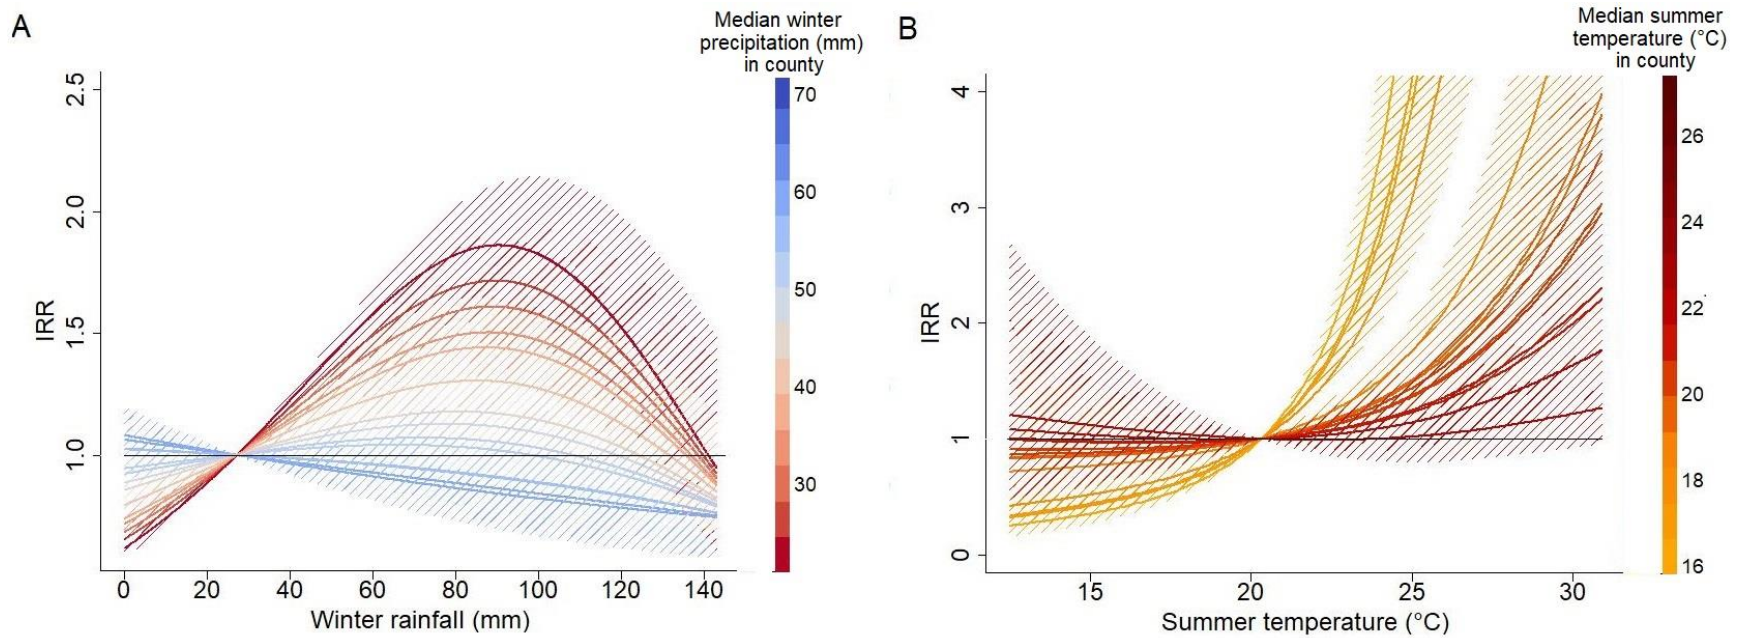 A
Median winter
precipitation (mm)
in county
2.5
2.0
1.5
1.0
IRR
0 20 40 60 80 100 120 140
Winter rainfall (mm)
70
60
50
40
30
B
Median summer
temperature (°C)
in county
4
3
2
1
0
IRR
15 20 25 30
Summer temperature (°C)
26
24
22
20
18
16